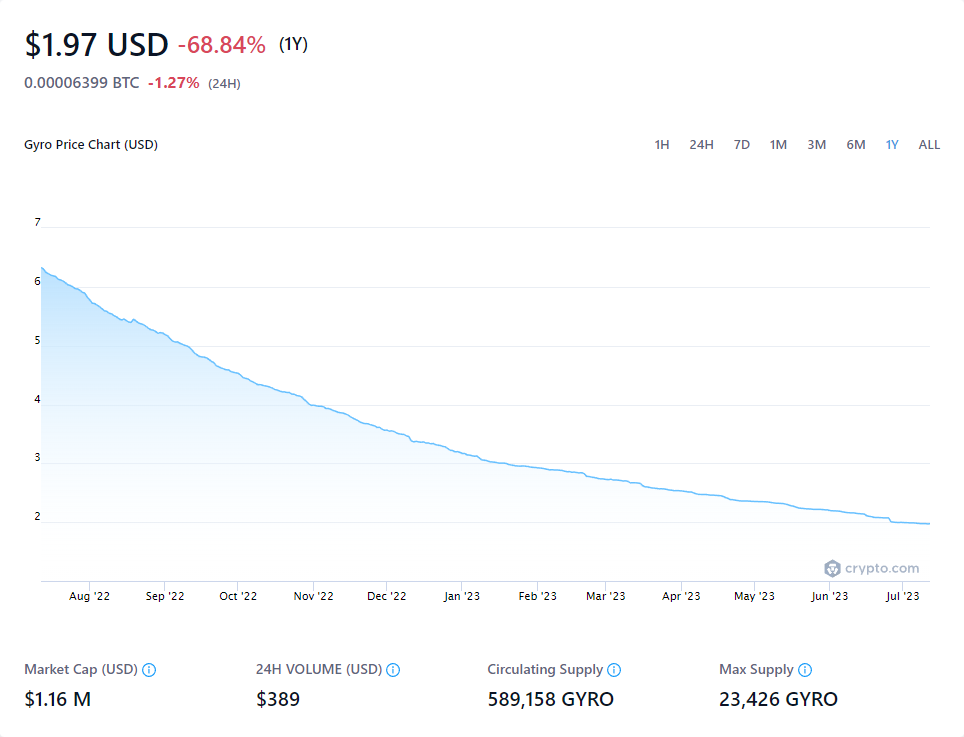 $1.97 USD -68.84% (1Y)
0.00006399 BTC -1.27% (24H)
Gyro Price Chart (USD) 1H 24H 7D 1M 3M 6M 1Y ALL
7
6
5
4
3
2
crypto.com
Aug '22 Sep '22 Oct '22 Nov '22 Dec '22 Jan '23 Feb '23 Mar '23 Apr '23 May '23 Jun '23 Jul '23
Market Cap (USD) 24H VOLUME (USD) Circulating Supply Max Supply
$1.16 M $389 589,158 GYRO 23,426 GYRO